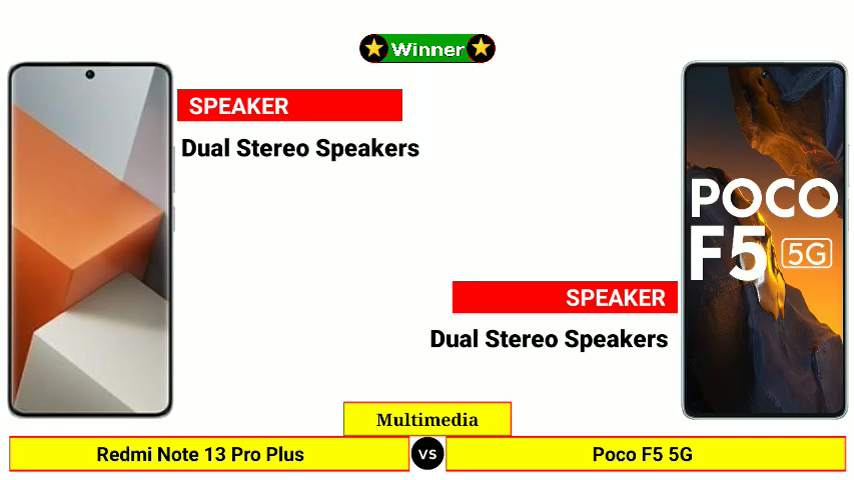 Winner
SPEAKER
Dual Stereo Speakers
POCO
F5 5G
SPEAKER
Dual Stereo Speakers
Multimedia
Redmi Note 13 Pro Plus VS Poco F5 5G